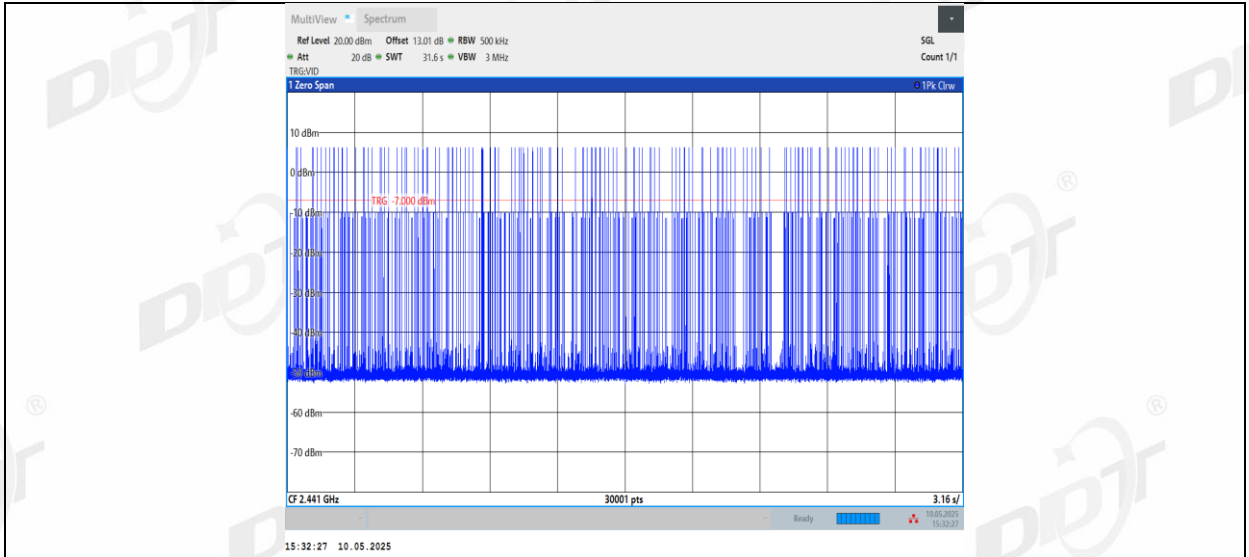 MultiView Spectrum
Ref Level 20.00 dBm Offset 13.01 dB RBW 500 kHz SGL
Att 20 dB SWT 31.6 s VBW 3 MHz Count 1/1
TRG:VID
1 Zero Span 1Pk Clrw
10 dBm
0 dBm
TRG -7.000 dBm
-10 dBm
-20 dBm
-30 dBm
-40 dBm
-50 dBm
-60 dBm
-70 dBm
CF 2.441 GHz 30001 pts 3.16 s/
Ready 10.05.2025
15:32:27
15:32:27 10.05.2025
DDT ®